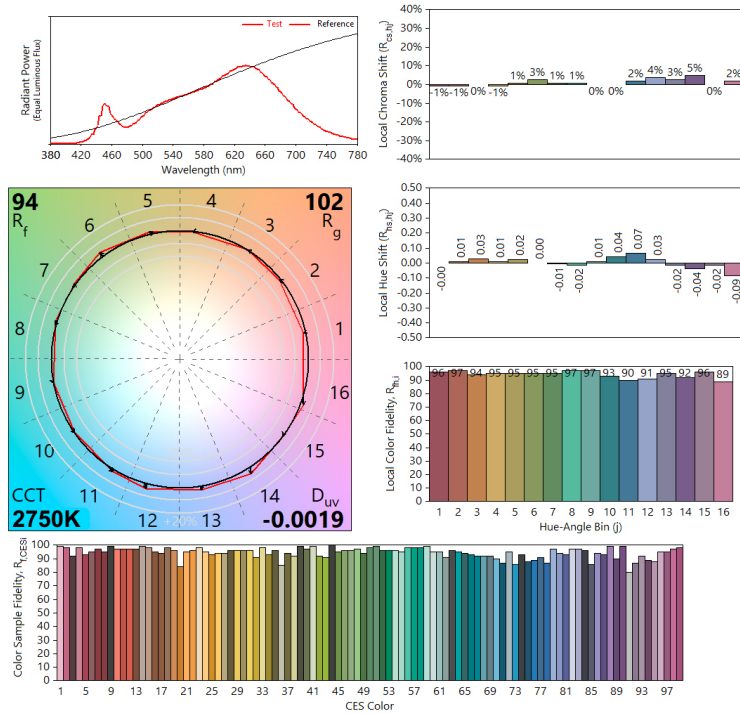 Radiant Power
(Equal Luminous Flux)
Test
Reference
380 420 460 500 540 580 620 660 700 740 780
Wavelength (nm)
Local Chroma Shift (Rcs,hj)
40%
30%
20%
10%
0%
-10%
-20%
-30%
-40%
-1% -1% 0% -1% 1% 3% 1% 1% 0% 0% 2% 4% 3% 5% 0% 2%
94
Rf
102
Rg
5 4
6 3
7 2
8 1
9 16
10 15
11 14
12 13
+20%
CCT
2750K
Duv
-0.0019
Local Hue Shift (Rhs,hj)
0.50
0.40
0.30
0.20
0.10
0.00
-0.10
-0.20
-0.30
-0.40
-0.50
-0.00 0.01 0.03 0.01 0.02 0.00 -0.01 -0.02 0.01 0.04 0.07 0.03 -0.02 -0.04 -0.02 -0.09
Local Color Fidelity, Rfh,i
100
90
80
70
60
50
40
30
20
10
0
96 97 94 95 95 95 95 97 97 93 90 91 95 92 96 89
1 2 3 4 5 6 7 8 9 10 11 12 13 14 15 16
Hue-Angle Bin (j)
Color Sample Fidelity, Rf,CESi
100
90
80
70
60
50
40
30
20
10
0
1 5 9 13 17 21 25 29 33 37 41 45 49 53 57 61 65 69 73 77 81 85 89 93 97
CES Color